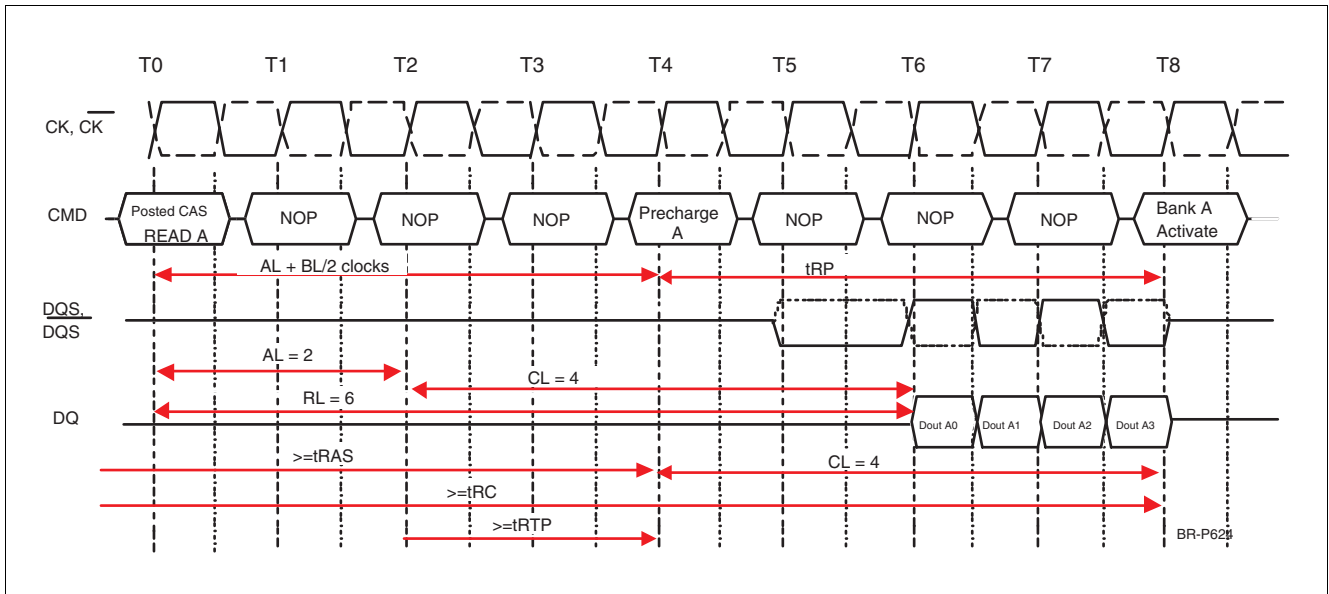 T0 T1 T2 T3 T4 T5 T6 T7 T8
CK, CK
CMD
Posted CAS
READ A
NOP
NOP
NOP
Precharge
A
NOP
NOP
NOP
Bank A
Activate
AL + BL/2 clocks
tRP
DQS,
DQS
AL = 2
CL = 4
RL = 6
DQ
Dout A0
Dout A1
Dout A2
Dout A3
>=tRAS
CL = 4
>=tRC
>=tRTP
BR-P624